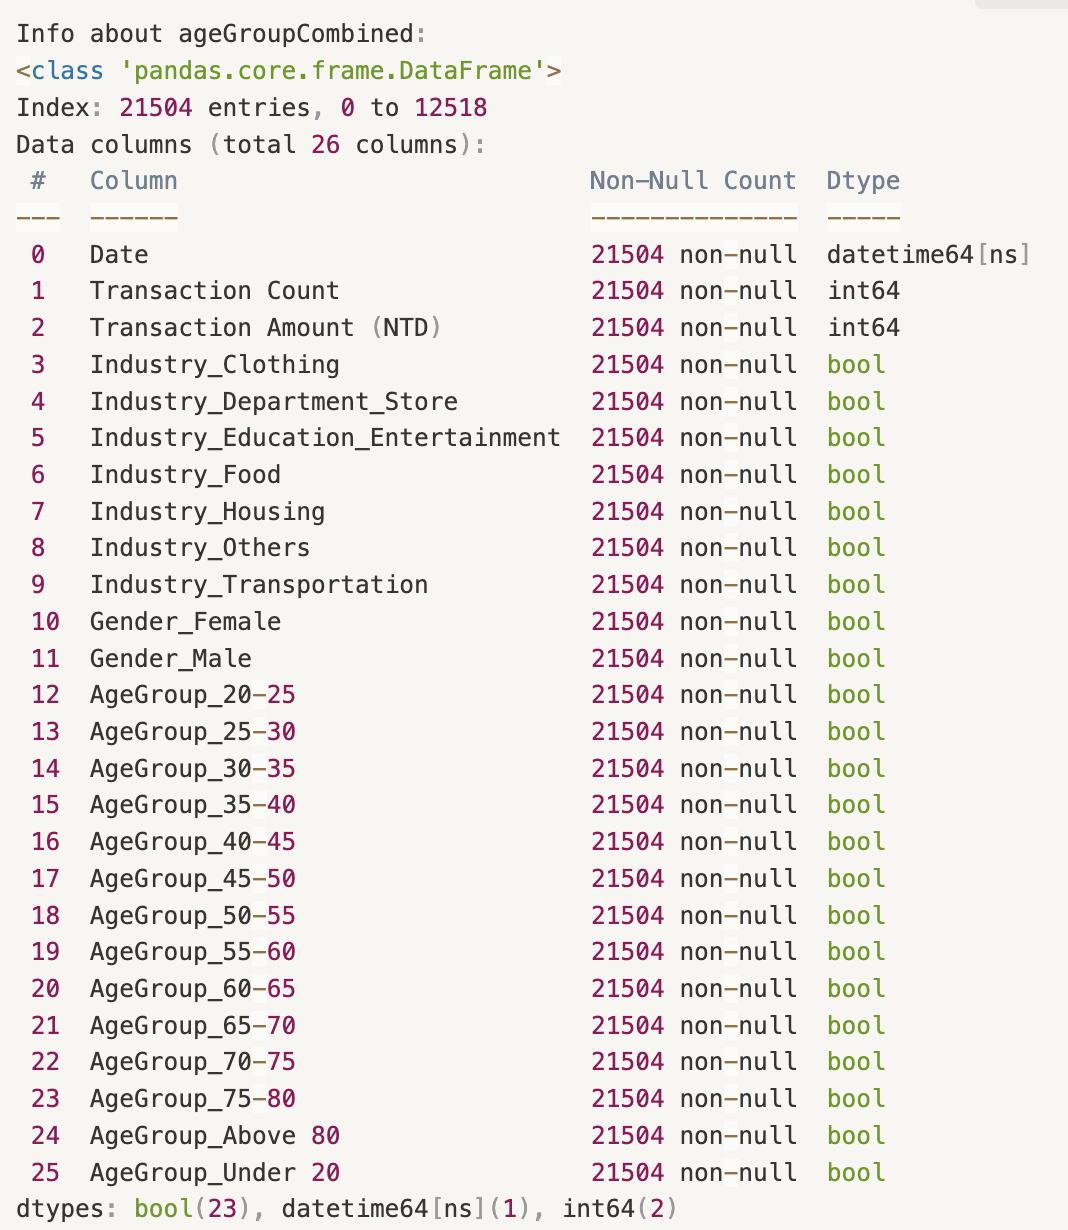 Info about ageGroupCombined:
<class 'pandas.core.frame.DataFrame'>
Index: 21504 entries, 0 to 12518
Data columns (total 26 columns):
 #   Column                            Non-Null Count  Dtype
---  ------                            --------------  -----
 0   Date                              21504 non-null  datetime64[ns]
 1   Transaction Count                 21504 non-null  int64
 2   Transaction Amount (NTD)          21504 non-null  int64
 3   Industry_Clothing                 21504 non-null  bool
 4   Industry_Department_Store         21504 non-null  bool
 5   Industry_Education_Entertainment  21504 non-null  bool
 6   Industry_Food                     21504 non-null  bool
 7   Industry_Housing                  21504 non-null  bool
 8   Industry_Others                   21504 non-null  bool
 9   Industry_Transportation           21504 non-null  bool
 10  Gender_Female                     21504 non-null  bool
 11  Gender_Male                       21504 non-null  bool
 12  AgeGroup_20-25                    21504 non-null  bool
 13  AgeGroup_25-30                    21504 non-null  bool
 14  AgeGroup_30-35                    21504 non-null  bool
 15  AgeGroup_35-40                    21504 non-null  bool
 16  AgeGroup_40-45                    21504 non-null  bool
 17  AgeGroup_45-50                    21504 non-null  bool
 18  AgeGroup_50-55                    21504 non-null  bool
 19  AgeGroup_55-60                    21504 non-null  bool
 20  AgeGroup_60-65                    21504 non-null  bool
 21  AgeGroup_65-70                    21504 non-null  bool
 22  AgeGroup_70-75                    21504 non-null  bool
 23  AgeGroup_75-80                    21504 non-null  bool
 24  AgeGroup_Above 80                 21504 non-null  bool
 25  AgeGroup_Under 20                 21504 non-null  bool
dtypes: bool(23), datetime64[ns](1), int64(2)